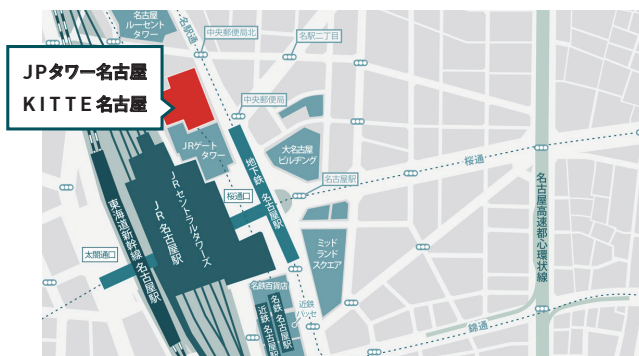 名古屋
ルーセント
タワー
名駅通
中央郵便局北
名駅二丁目
JPタワー名古屋
KITTE名古屋
中央郵便局
JRゲート
タワー
大名古屋
ビルヂング
桜通
地下鉄 名古屋駅
名古屋駅
桜通口
JRセントラルタワーズ
JR名古屋駅
東海道新幹線 名古屋駅
太閤通口
ミッド
ランド
スクエア
名古屋高速都心環状線
名鉄百貨店
近鉄
パッセ
名鉄 名古屋駅
近鉄 名古屋駅
錦通